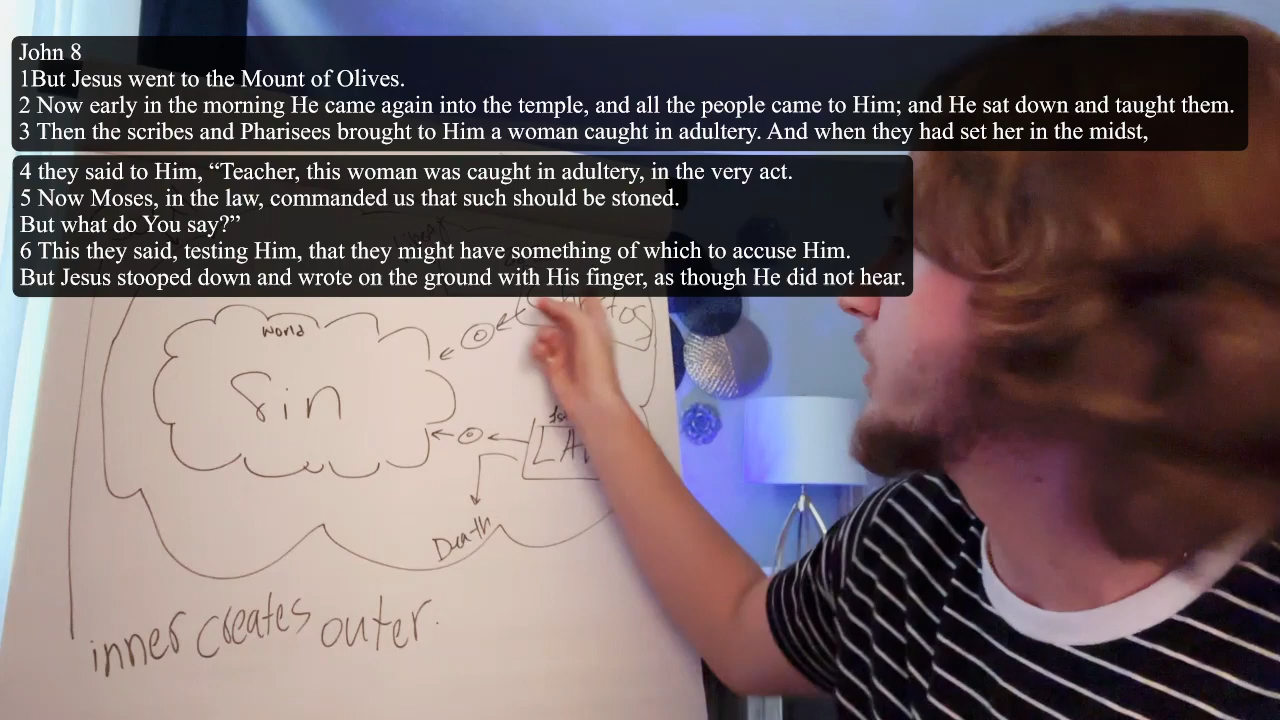 John 8
1But Jesus went to the Mount of Olives.
2 Now early in the morning He came again into the temple, and all the people came to Him; and He sat down and taught them.
3 Then the scribes and Pharisees brought to Him a woman caught in adultery. And when they had set her in the midst,
4 they said to Him, “Teacher, this woman was caught in adultery, in the very act.
5 Now Moses, in the law, commanded us that such should be stoned.
But what do You say?”
6 This they said, testing Him, that they might have something of which to accuse Him.
But Jesus stooped down and wrote on the ground with His finger, as though He did not hear.
World
Sin
Death
inner creates outer.